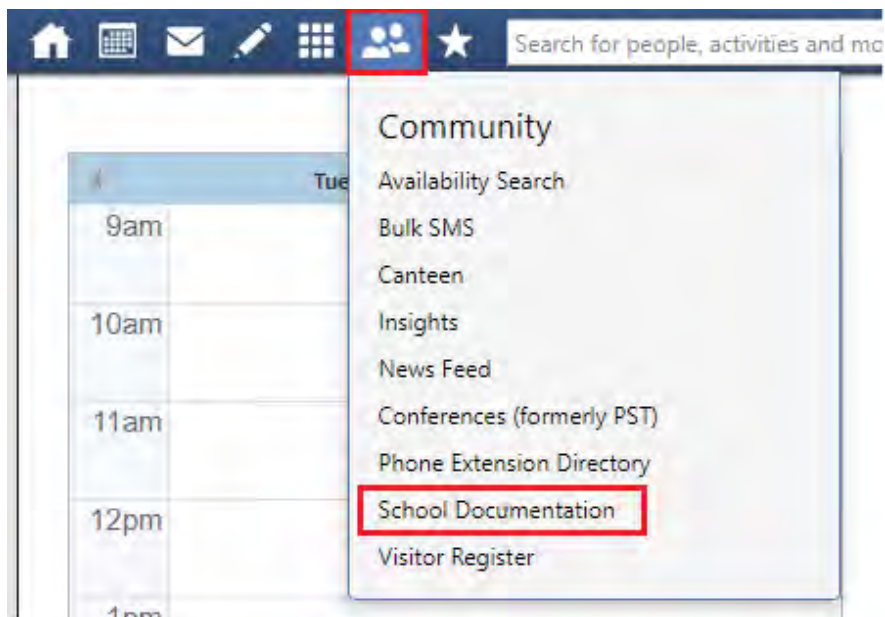 Search for people, activities and mo
Community
Tue
Availability Search
9am
Bulk SMS
Canteen
10am
Insights
News Feed
11am
Conferences (formerly PST)
Phone Extension Directory
12pm
School Documentation
Visitor Register
1pm